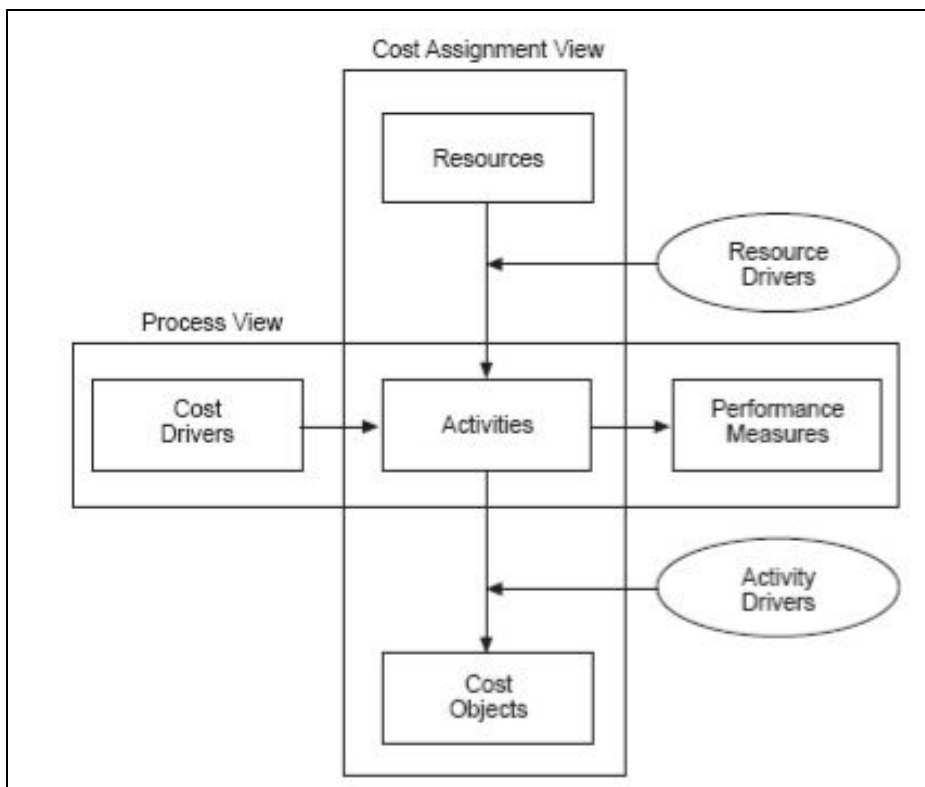 Cost Assignment View
Resources
Resource
Drivers
Process View
Cost
Drivers
Activities
Performance
Measures
Activity
Drivers
Cost
Objects